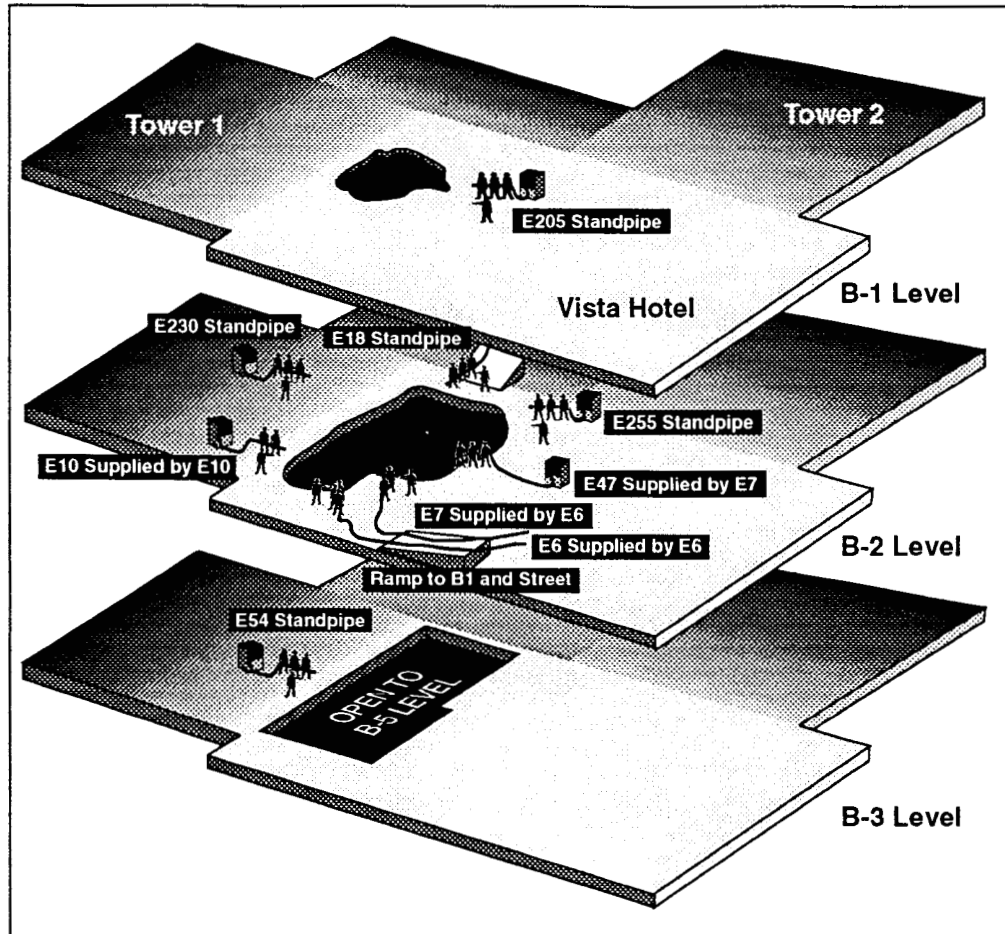 Tower 1
Tower 2
E205 Standpipe
Vista Hotel
B-1 Level
E230 Standpipe
E18 Standpipe
E255 Standpipe
E10 Supplied by E10
E47 Supplied by E7
E7 Supplied by E6
E6 Supplied by E6
B-2 Level
Ramp to B1 and Street
E54 Standpipe
OPEN TO
B-5 LEVEL
B-3 Level